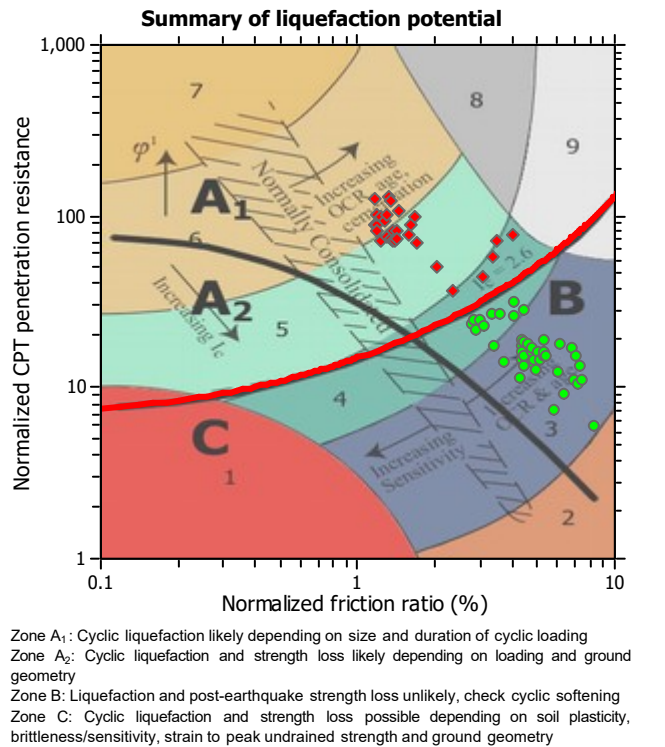 Summary of liquefaction potential
1,000
100
10
1
Normalized CPT penetration resistance
0.1
1
10
Normalized friction ratio (%)
7
8
9
φ'
A1
Increasing
OCR, age,
cementation
Normally Consolidated
6
A2
Increasing Ic
Ic = 2.6
B
5
4
C
1
Increasing
Sensitivity
Increasing
OCR & age
3
2
Zone A1: Cyclic liquefaction likely depending on size and duration of cyclic loading
Zone A2: Cyclic liquefaction and strength loss likely depending on loading and ground
geometry
Zone B: Liquefaction and post-earthquake strength loss unlikely, check cyclic softening
Zone C: Cyclic liquefaction and strength loss possible depending on soil plasticity,
brittleness/sensitivity, strain to peak undrained strength and ground geometry